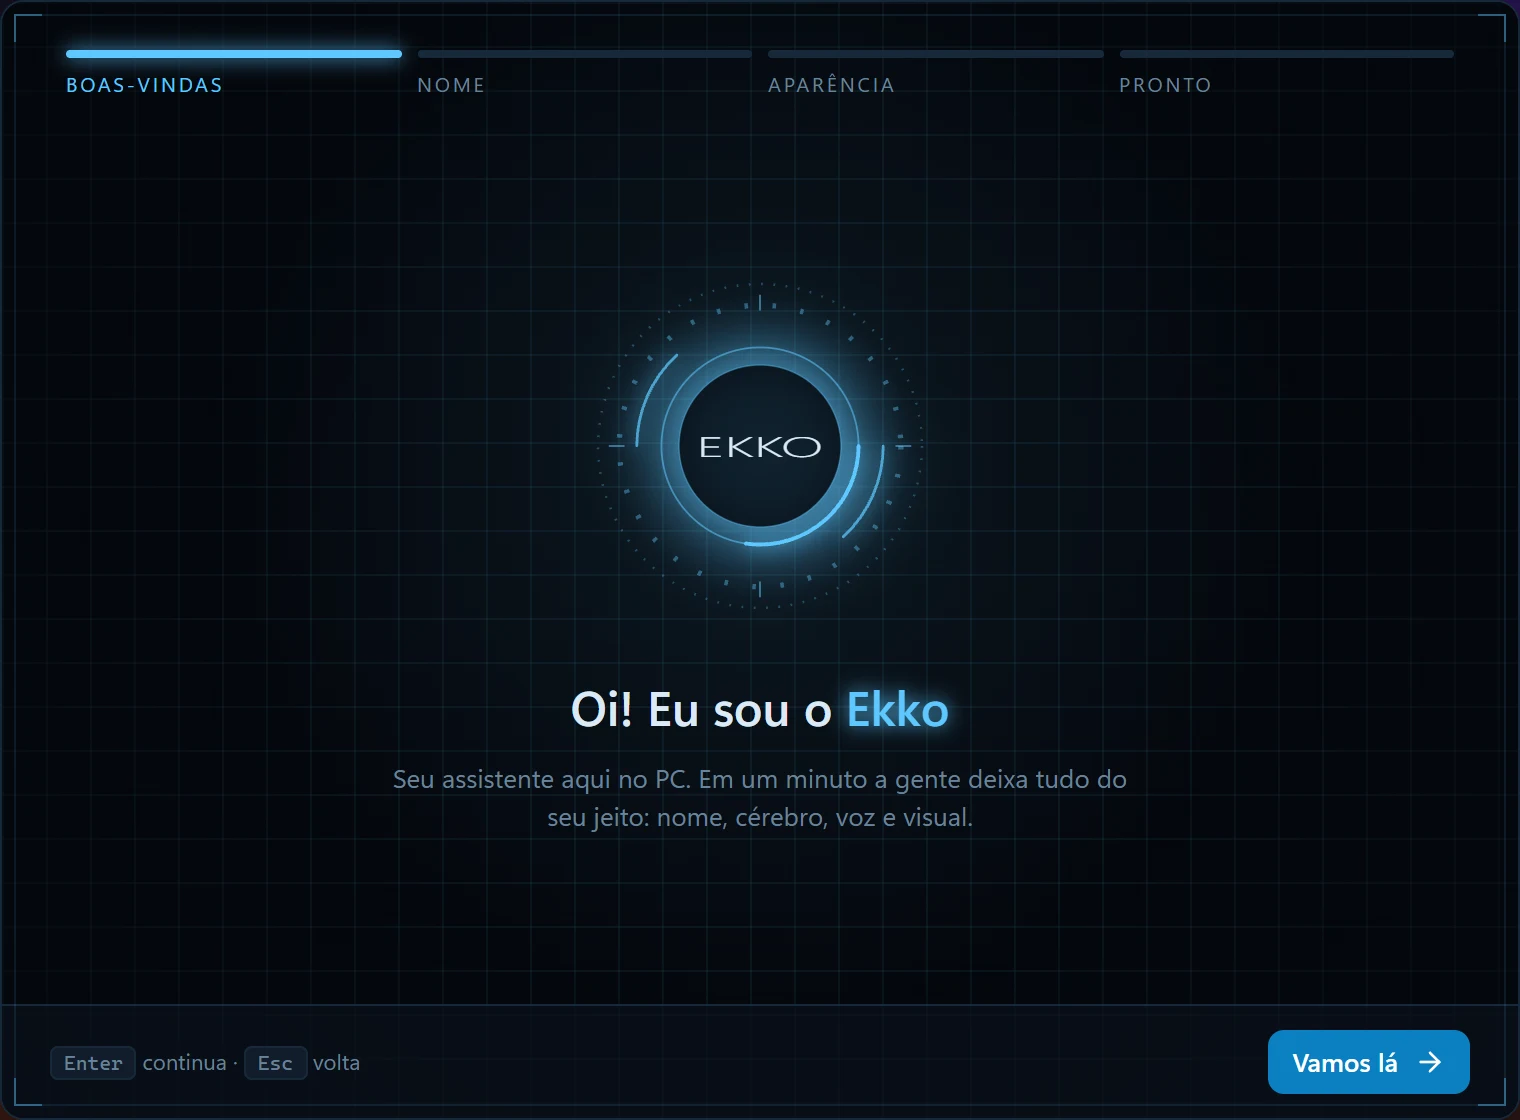 BOAS-VINDAS
NOME
APARÊNCIA
PRONTO
EKKO
Oi! Eu sou o Ekko
Seu assistente aqui no PC. Em um minuto a gente deixa tudo do
seu jeito: nome, cérebro, voz e visual.
Enter continua · Esc volta
Vamos lá